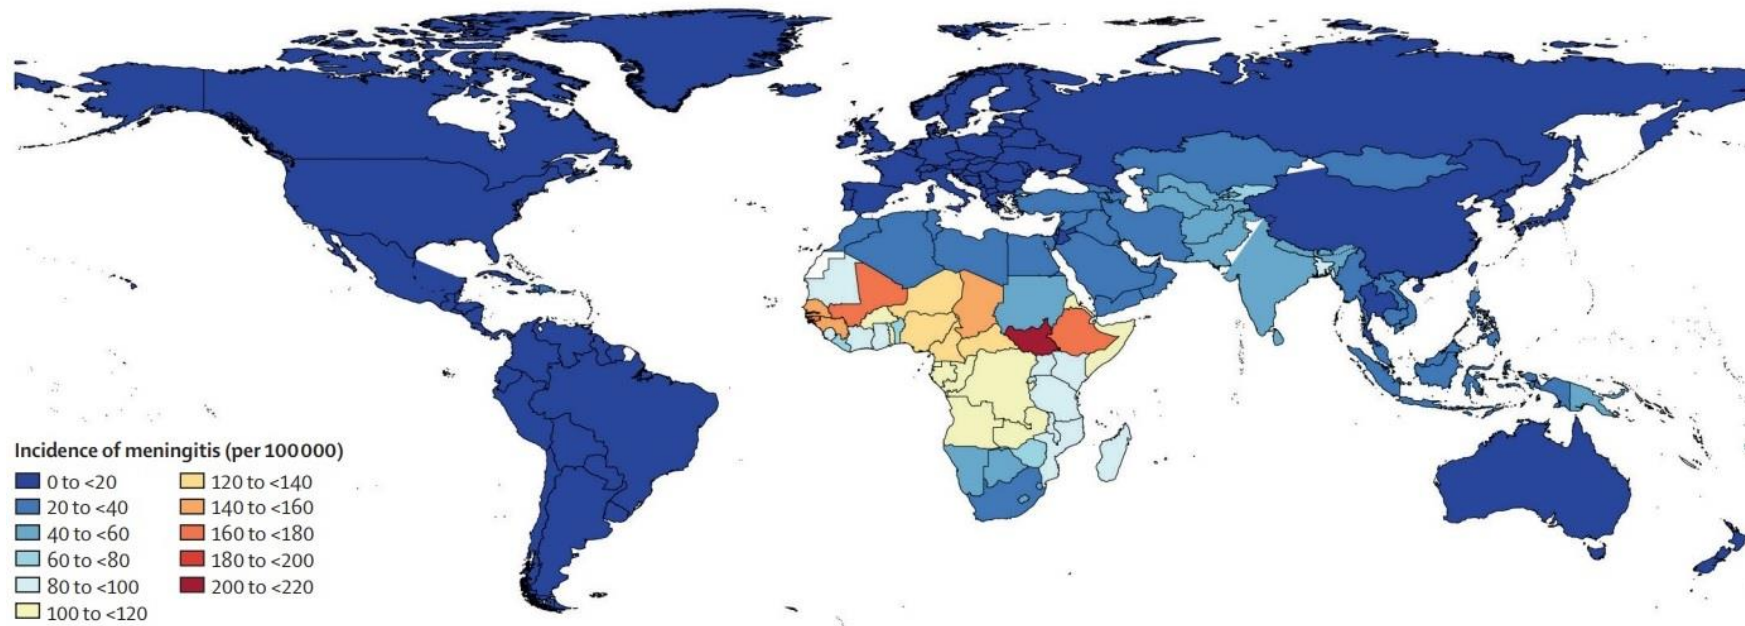 Incidence of meningitis (per 100 000)
0 to <20
20 to <40
40 to <60
60 to <80
80 to <100
100 to <120
120 to <140
140 to <160
160 to <180
180 to <200
200 to <220